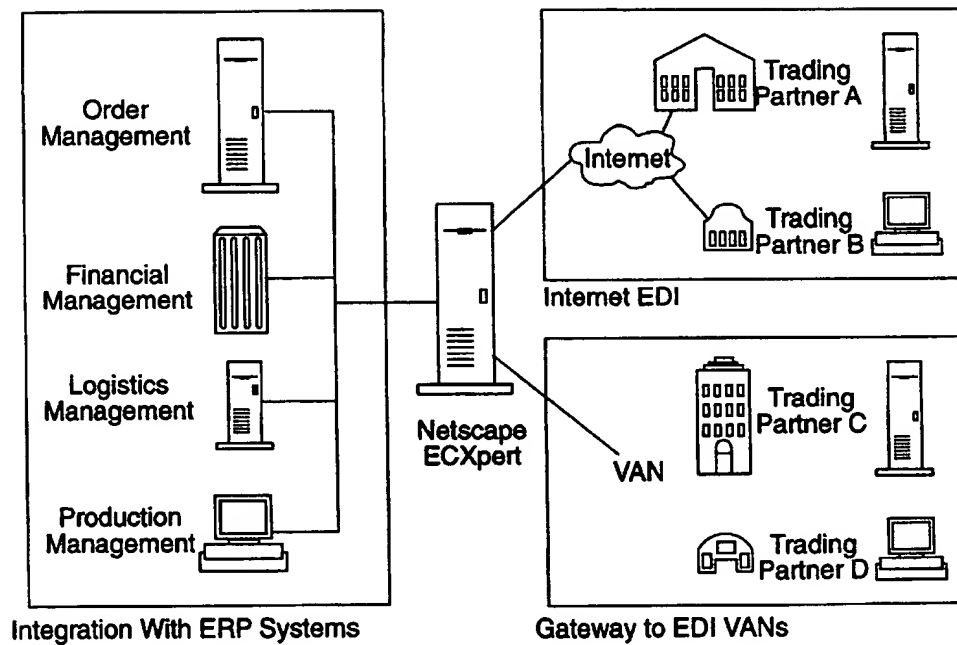 Order
Management
Financial
Management
Logistics
Management
Production
Management
Integration With ERP Systems
Netscape
ECXpert
Internet
Trading
Partner A
Trading
Partner B
Internet EDI
VAN
Trading
Partner C
Trading
Partner D
Gateway to EDI VANs